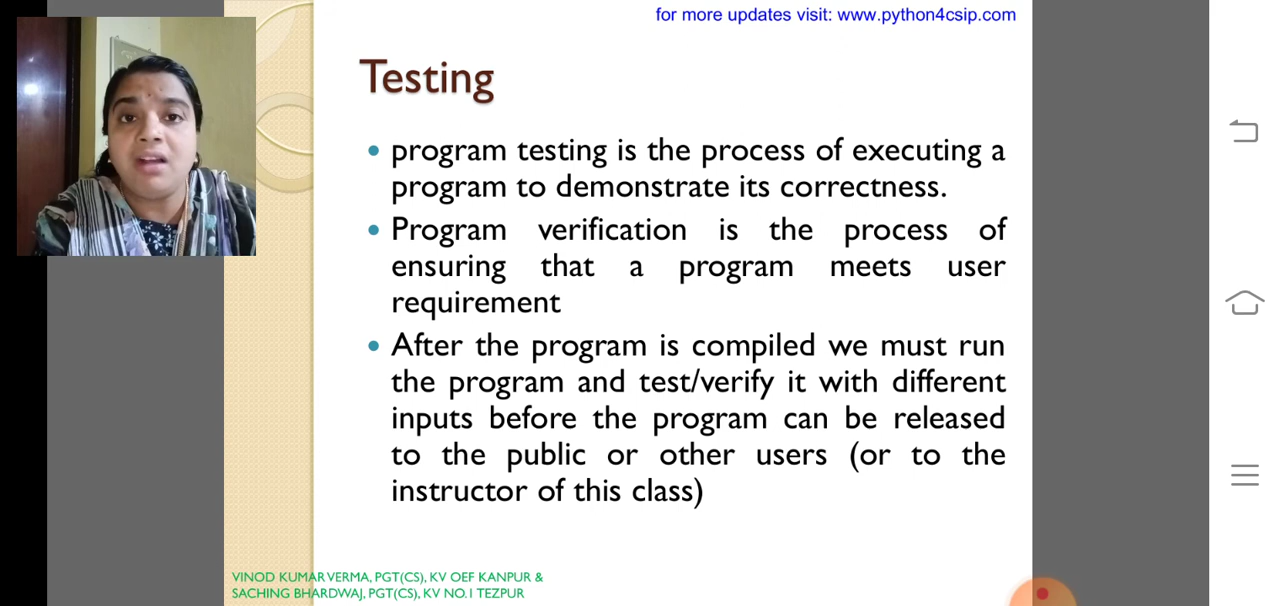 for more updates visit: www.python4csip.com
Testing
program testing is the process of executing a
program to demonstrate its correctness.
Program verification is the process of
ensuring that a program meets user
requirement
After the program is compiled we must run
the program and test/verify it with different
inputs before the program can be released
to the public or other users (or to the
instructor of this class)
VINOD KUMAR VERMA, PGT(CS), KV OEF KANPUR &
SACHING BHARDWAJ, PGT(CS), KV NO.1 TEZPUR